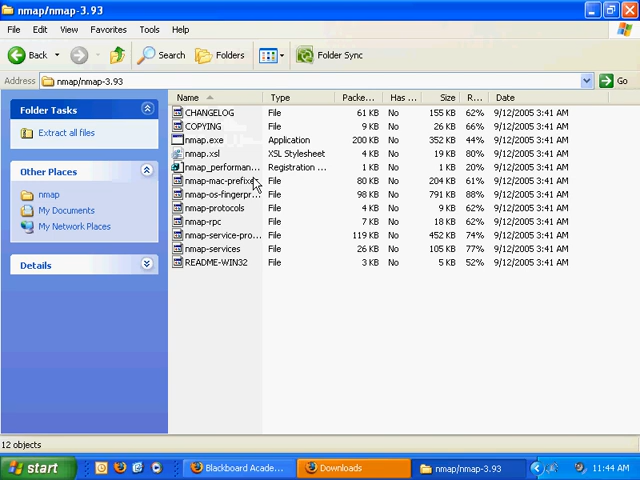 nmap/nmap-3.93
File Edit View Favorites Tools Help
Back Search Folders Folder Sync
Address nmap/nmap-3.93 Go
Folder Tasks
Extract all files
Other Places
nmap
My Documents
My Network Places
Details
Name Type Packe... Has ... Size R... Date
CHANGELOG File 61 KB No 155 KB 62% 9/12/2005 3:41 AM
COPYING File 9 KB No 26 KB 66% 9/12/2005 3:41 AM
nmap.exe Application 200 KB No 352 KB 44% 9/12/2005 3:41 AM
nmap.xsl XSL Stylesheet 4 KB No 19 KB 80% 9/12/2005 3:41 AM
nmap_performan... Registration ... 1 KB No 1 KB 20% 9/12/2005 3:41 AM
nmap-mac-prefixes File 80 KB No 204 KB 61% 9/12/2005 3:41 AM
nmap-os-fingerpr... File 98 KB No 791 KB 88% 9/12/2005 3:41 AM
nmap-protocols File 4 KB No 9 KB 56% 9/12/2005 3:41 AM
nmap-rpc File 7 KB No 18 KB 62% 9/12/2005 3:41 AM
nmap-service-pro... File 119 KB No 452 KB 74% 9/12/2005 3:41 AM
nmap-services File 26 KB No 105 KB 77% 9/12/2005 3:41 AM
README-WIN32 File 3 KB No 5 KB 52% 9/12/2005 3:41 AM
12 objects
start Blackboard Acade... Downloads nmap/nmap-3.93 11:44 AM